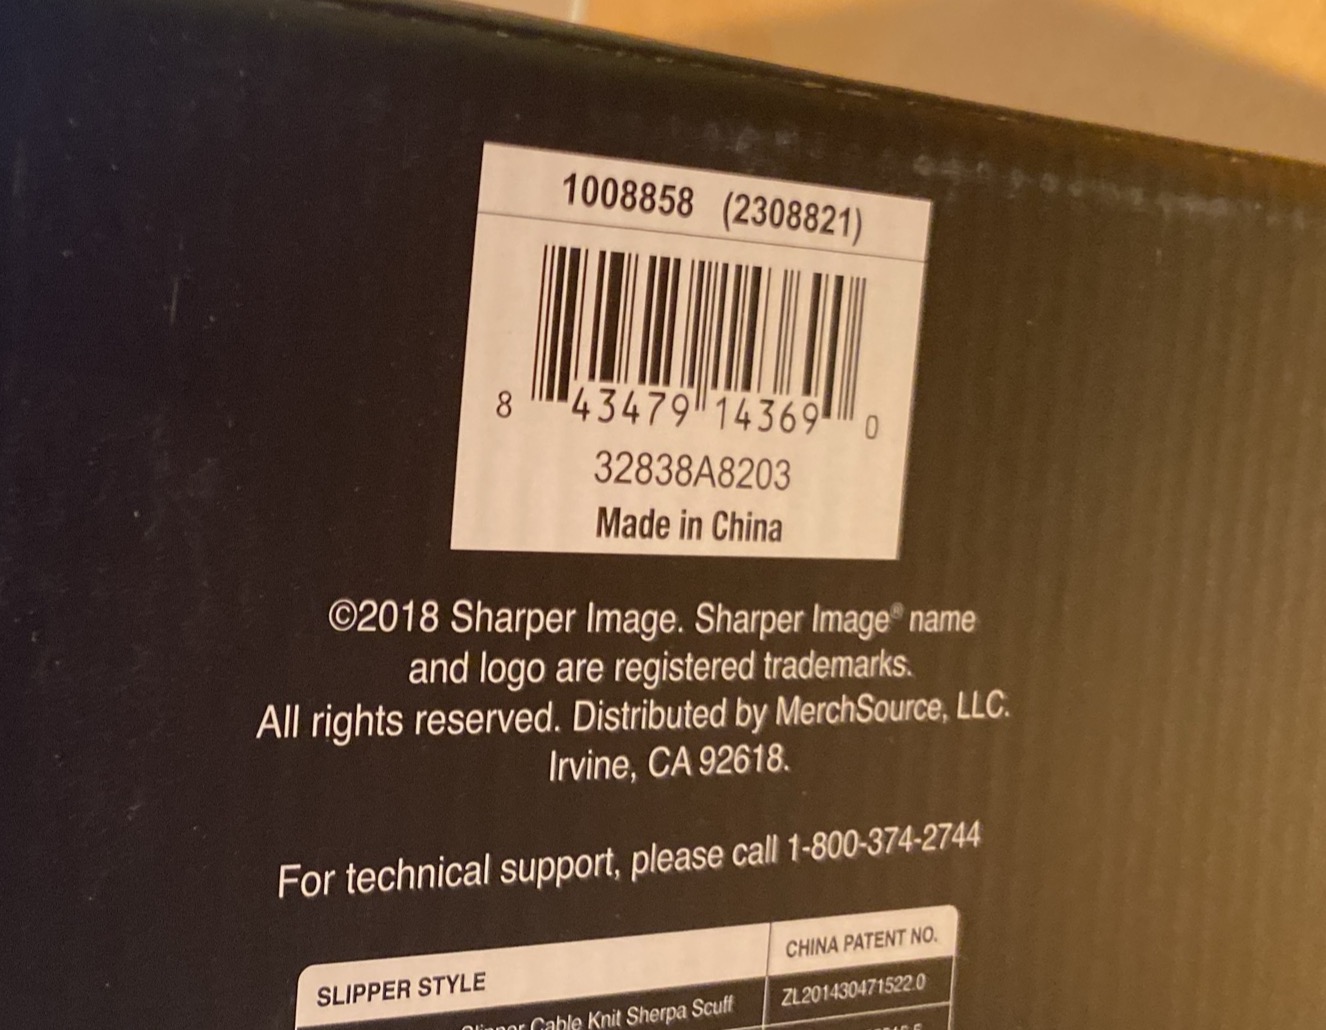 1008858 (2308821)
8 43479 14369 0
32838A8203
Made in China
©2018 Sharper Image. Sharper Image® name
and logo are registered trademarks.
All rights reserved. Distributed by MerchSource, LLC.
Irvine, CA 92618.
For technical support, please call 1-800-374-2744
SLIPPER STYLE CHINA PATENT NO.
Cable Knit Sherpa Scuff ZL201430471522.0